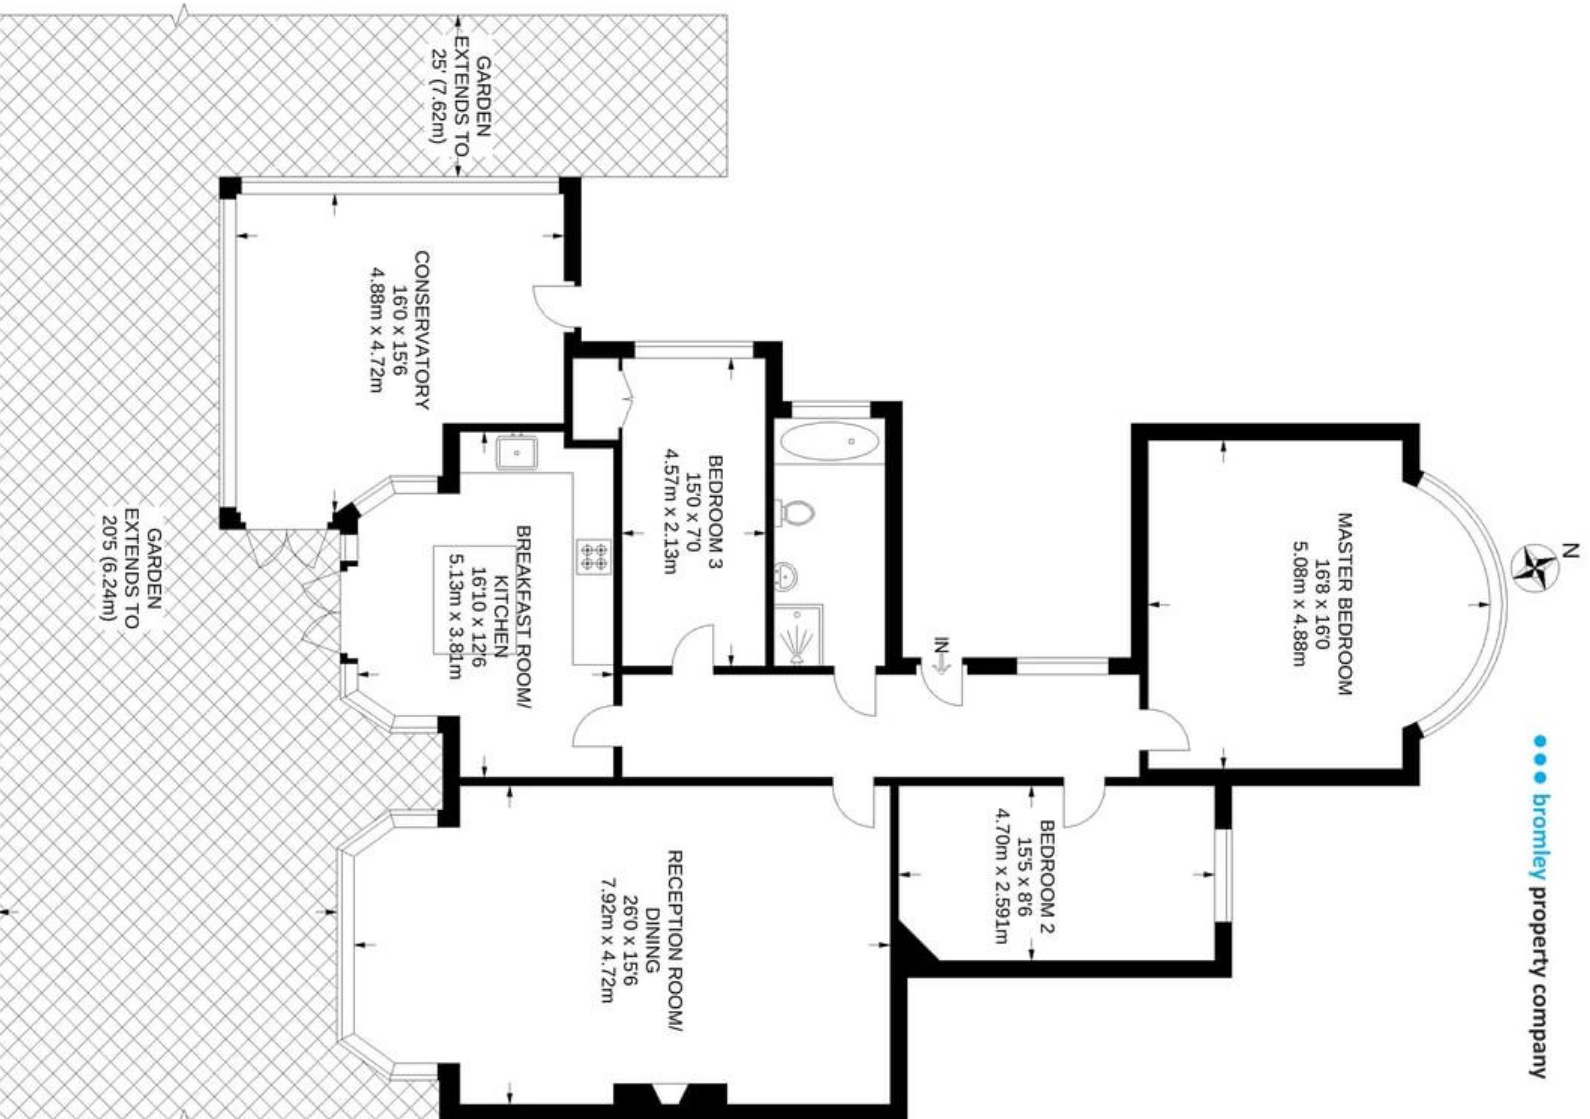 N
bromley property company
MASTER BEDROOM
16'8 x 16'0
5.08m x 4.88m
IN
BEDROOM 2
15'5 x 8'6
4.70m x 2.591m
BEDROOM 3
15'0 x 7'0
4.57m x 2.13m
RECEPTION ROOM/
DINING
26'0 x 15'6
7.92m x 4.72m
BREAKFAST ROOM/
KITCHEN
16'10 x 12'6
5.13m x 3.81m
CONSERVATORY
16'0 x 15'6
4.88m x 4.72m
GARDEN
EXTENDS TO
25' (7.62m)
GARDEN
EXTENDS TO
20'5 (6.24m)